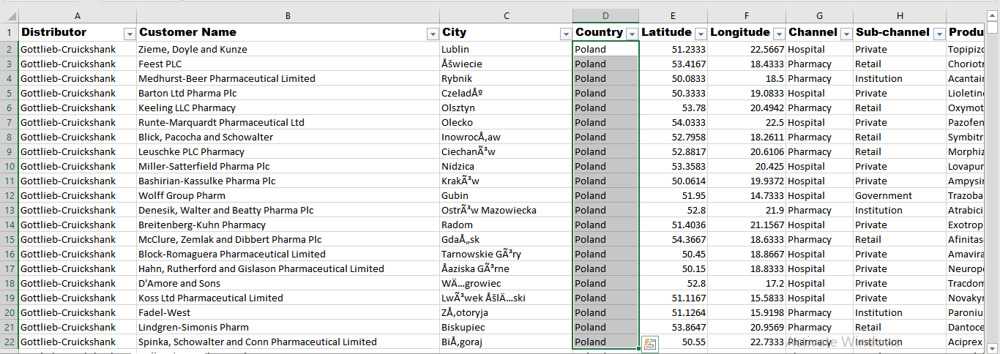 A B C D E F G H
1 Distributor Customer Name City Country Latitude Longitude Channel Sub-channel Produ
2 Gottlieb-Cruickshank Zieme, Doyle and Kunze Lublin Poland 51.2333 22.5667 Hospital Private Topipizo
3 Gottlieb-Cruickshank Feest PLC Åšwiecie Poland 53.4167 18.4333 Pharmacy Retail Choriotr
4 Gottlieb-Cruickshank Medhurst-Beer Pharmaceutical Limited Rybnik Poland 50.0833 18.5 Pharmacy Institution Acantain
5 Gottlieb-Cruickshank Barton Ltd Pharma Plc CzeladÅº Poland 50.3333 19.0833 Hospital Private Lioletine
6 Gottlieb-Cruickshank Keeling LLC Pharmacy Olsztyn Poland 53.78 20.4942 Pharmacy Retail Oxymot
7 Gottlieb-Cruickshank Runte-Marquardt Pharmaceutical Ltd Olecko Poland 54.0333 22.5 Hospital Private Pazofen
8 Gottlieb-Cruickshank Blick, Pacocha and Schowalter InowrocÅ‚aw Poland 52.7958 18.2611 Pharmacy Retail Symbitr
9 Gottlieb-Cruickshank Leuschke PLC Pharmacy CiechanÃ³w Poland 52.8817 20.6106 Pharmacy Retail Morphiz
10 Gottlieb-Cruickshank Miller-Satterfield Pharma Plc Nidzica Poland 53.3583 20.425 Hospital Private Lovapur
11 Gottlieb-Cruickshank Bashirian-Kassulke Pharma Plc KrakÃ³w Poland 50.0614 19.9372 Hospital Private Ampysin
12 Gottlieb-Cruickshank Wolff Group Pharm Gubin Poland 51.95 14.7333 Hospital Government Trazoba
13 Gottlieb-Cruickshank Denesik, Walter and Beatty Pharma Plc OstrÃ³w Mazowiecka Poland 52.8 21.9 Pharmacy Institution Atrabici
14 Gottlieb-Cruickshank Breitenberg-Kuhn Pharmacy Radom Poland 51.4036 21.1567 Hospital Private Exotrop
15 Gottlieb-Cruickshank McClure, Zemlak and Dibbert Pharma Plc GdaÅ„sk Poland 54.3667 18.6333 Pharmacy Retail Afinitas
16 Gottlieb-Cruickshank Block-Romaguera Pharmaceutical Limited Tarnowskie GÃ³ry Poland 50.45 18.8667 Hospital Private Amavira
17 Gottlieb-Cruickshank Hahn, Rutherford and Gislason Pharmaceutical Limited Åaziska GÃ³rne Poland 50.15 18.8333 Hospital Private Neurope
18 Gottlieb-Cruickshank D'Amore and Sons WÄ…growiec Poland 52.8 17.2 Hospital Private Tracdom
19 Gottlieb-Cruickshank Koss Ltd Pharmaceutical Limited LwÃ³wek ÅšlÄ…ski Poland 51.1167 15.5833 Hospital Private Novakyn
20 Gottlieb-Cruickshank Fadel-West ZÅ‚otoryja Poland 51.1264 15.9198 Pharmacy Institution Paroniu
21 Gottlieb-Cruickshank Lindgren-Simonis Pharm Biskupiec Poland 53.8647 20.9569 Pharmacy Retail Dantoce
22 Gottlieb-Cruickshank Spinka, Schowalter and Conn Pharmaceutical Limited BiÅ‚goraj Poland 50.55 22.7333 Pharmacy Institution Aciprex
Activate Windows